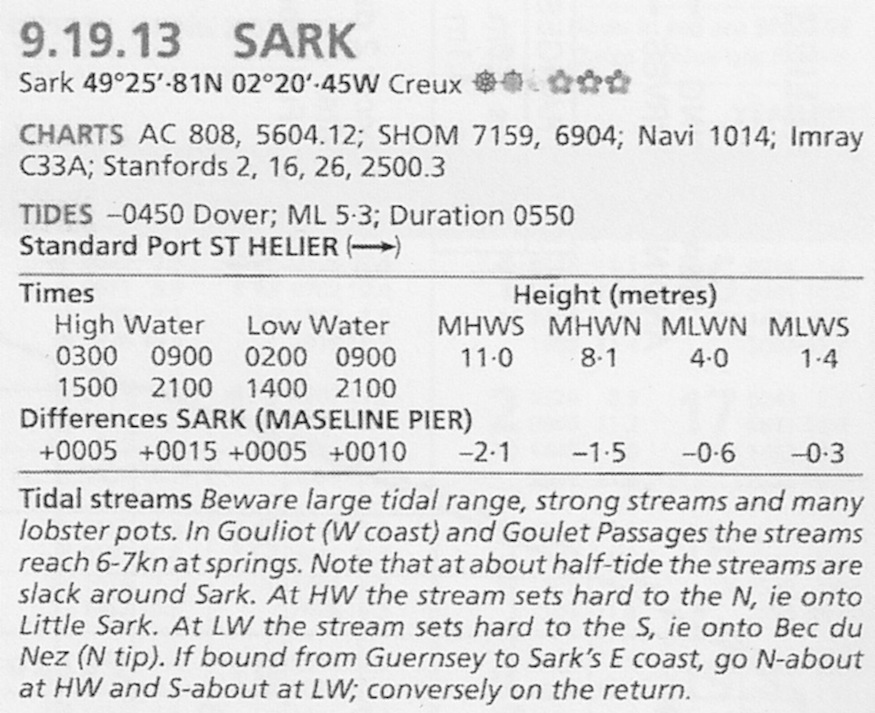 9.19.13 SARK
Sark 49°25'·81N 02°20'·45W Creux
CHARTS AC 808, 5604.12; SHOM 7159, 6904; Navi 1014; Imray
C33A; Stanfords 2, 16, 26, 2500.3
TIDES –0450 Dover; ML 5·3; Duration 0550
Standard Port ST HELIER (⟶)
Times Height (metres)
High Water Low Water MHWS MHWN MLWN MLWS
0300 0900 0200 0900 11·0 8·1 4·0 1·4
1500 2100 1400 2100
Differences SARK (MASELINE PIER)
+0005 +0015 +0005 +0010 –2·1 –1·5 –0·6 –0·3
Tidal streams Beware large tidal range, strong streams and many
lobster pots. In Gouliot (W coast) and Goulet Passages the streams
reach 6-7kn at springs. Note that at about half-tide the streams are
slack around Sark. At HW the stream sets hard to the N, ie onto
Little Sark. At LW the stream sets hard to the S, ie onto Bec du
Nez (N tip). If bound from Guernsey to Sark's E coast, go N-about
at HW and S-about at LW; conversely on the return.